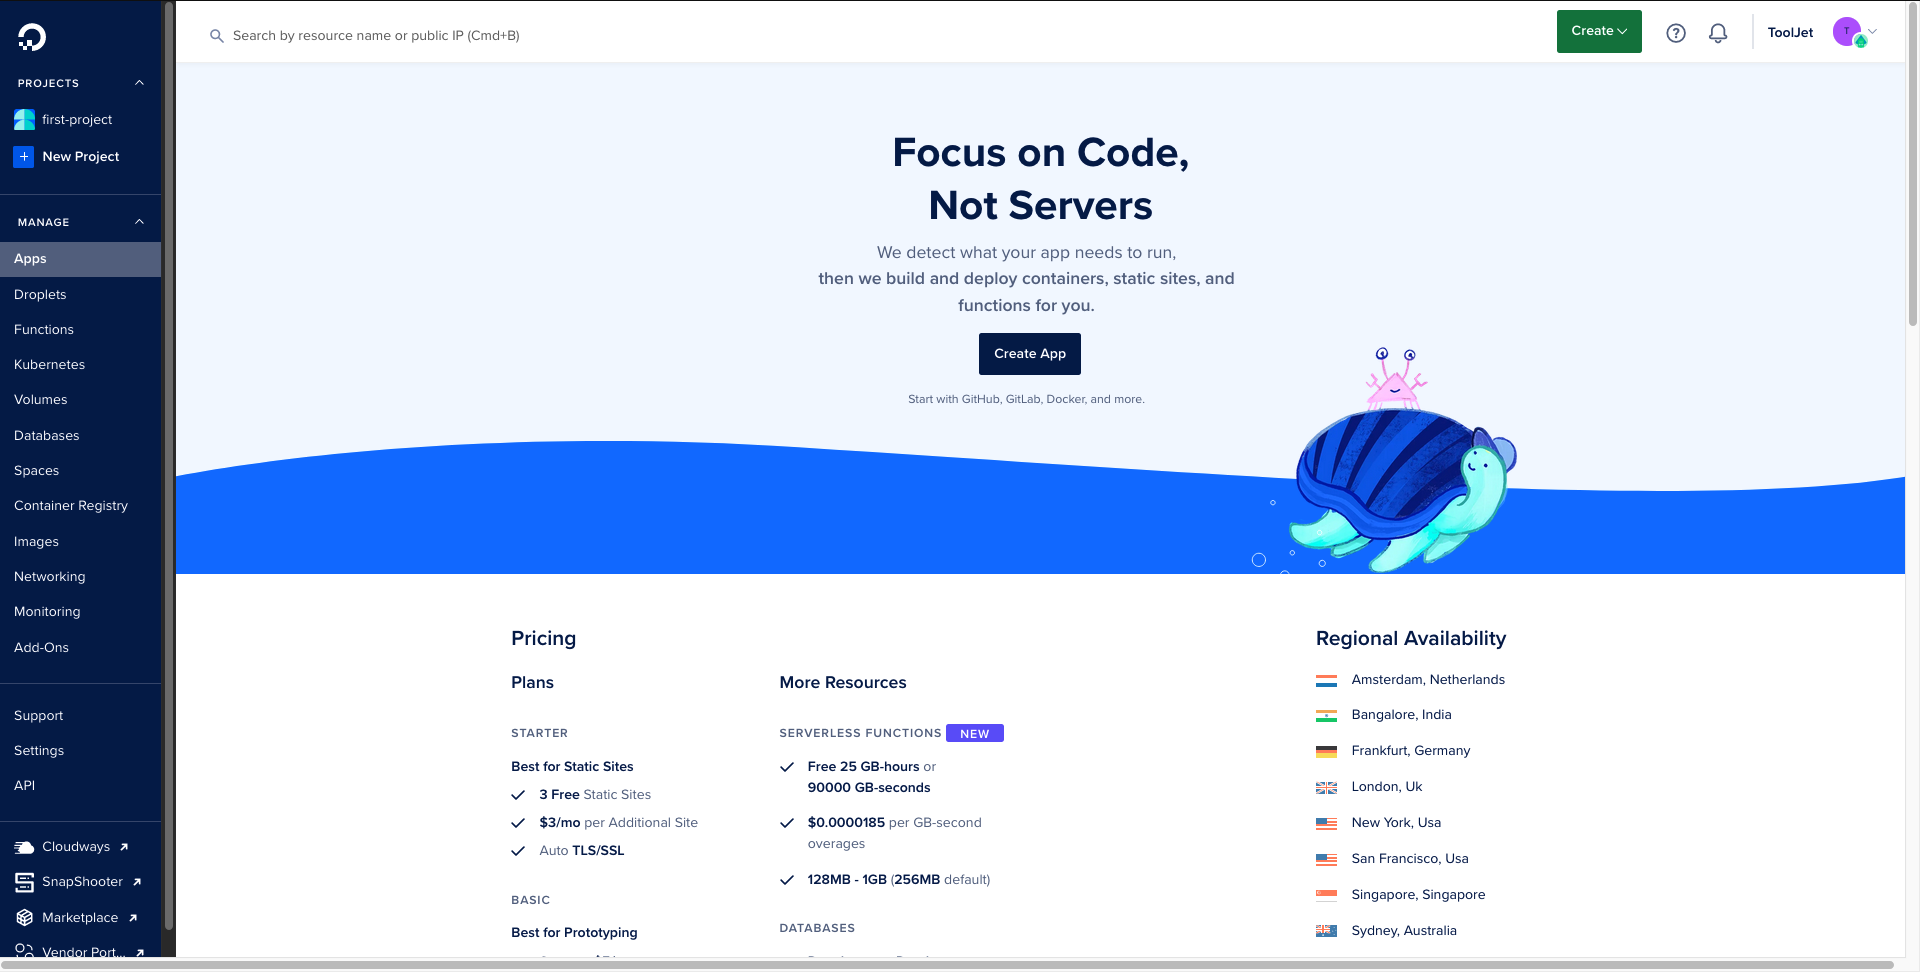 Search by resource name or public IP (Cmd+B)
Create
?
ToolJet
T
PROJECTS
first-project
New Project
MANAGE
Apps
Droplets
Functions
Kubernetes
Volumes
Databases
Spaces
Container Registry
Images
Networking
Monitoring
Add-Ons
Support
Settings
API
Cloudways
SnapShooter
Marketplace
Vendor Port...
Focus on Code,
Not Servers
We detect what your app needs to run,
then we build and deploy containers, static sites, and
functions for you.
Create App
Start with GitHub, GitLab, Docker, and more.
Pricing
Plans
STARTER
Best for Static Sites
3 Free Static Sites
$3/mo per Additional Site
Auto TLS/SSL
BASIC
Best for Prototyping
More Resources
SERVERLESS FUNCTIONS NEW
Free 25 GB-hours or
90000 GB-seconds
$0.0000185 per GB-second
overages
128MB - 1GB (256MB default)
DATABASES
Regional Availability
Amsterdam, Netherlands
Bangalore, India
Frankfurt, Germany
London, Uk
New York, Usa
San Francisco, Usa
Singapore, Singapore
Sydney, Australia